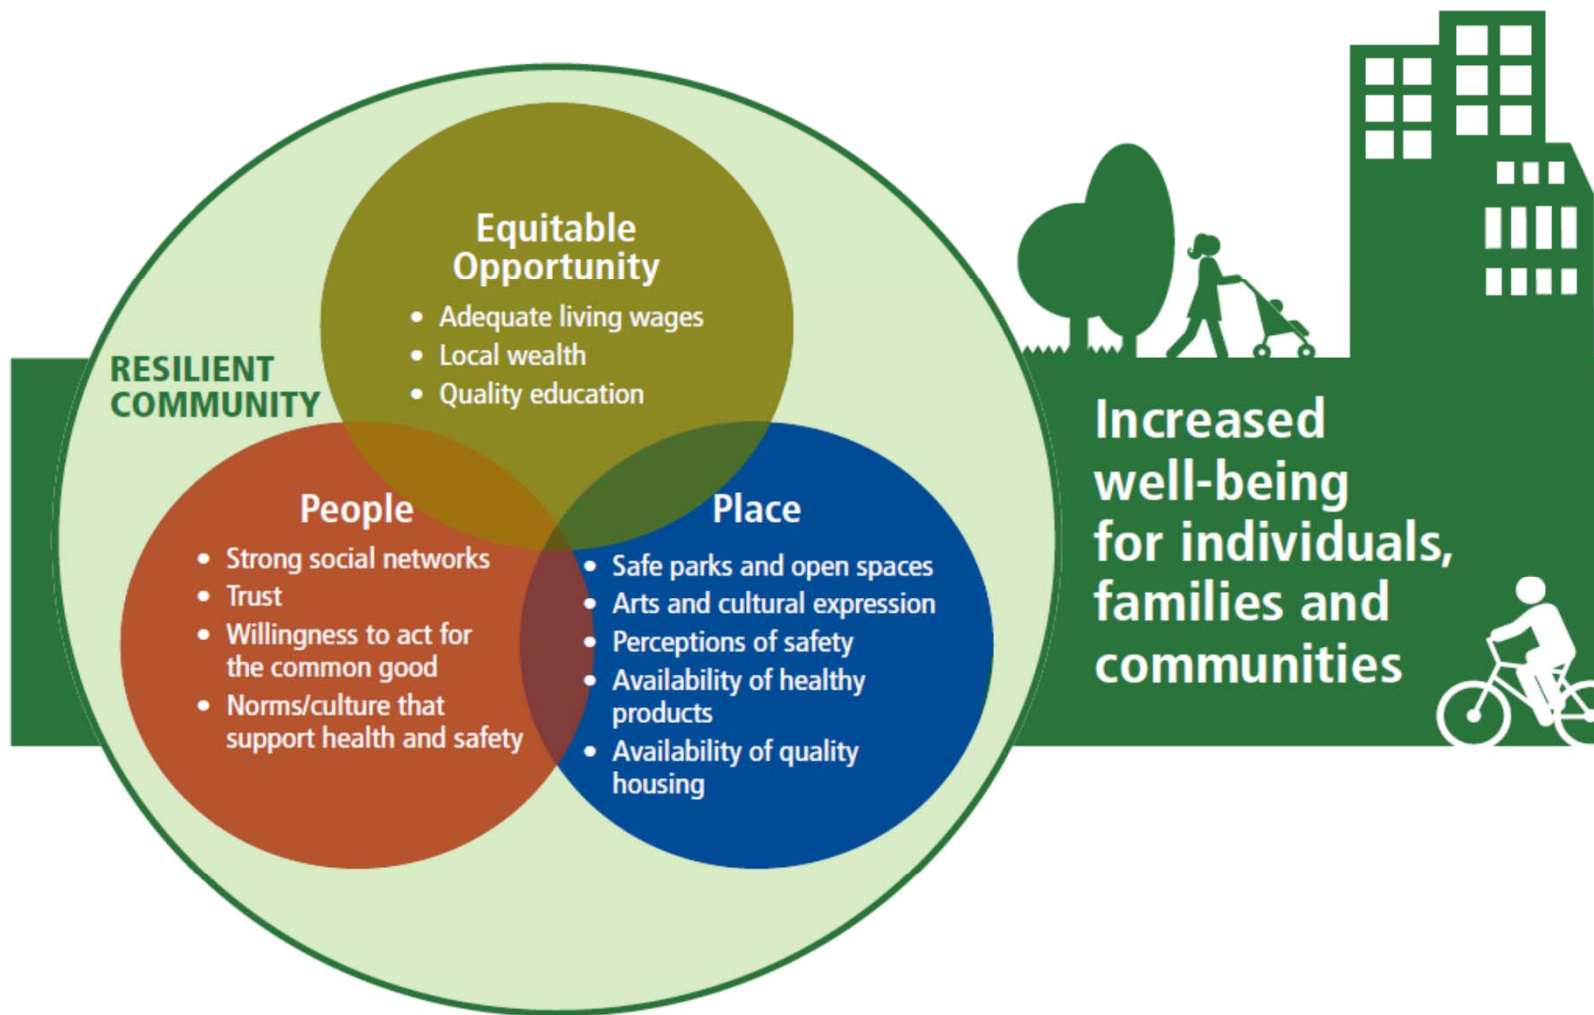 Equitable
Opportunity
• Adequate living wages
• Local wealth
• Quality education
RESILIENT
COMMUNITY
People
• Strong social networks
• Trust
• Willingness to act for
the common good
• Norms/culture that
support health and safety
Place
• Safe parks and open spaces
• Arts and cultural expression
• Perceptions of safety
• Availability of healthy
products
• Availability of quality
housing
Increased
well-being
for individuals,
families and
communities